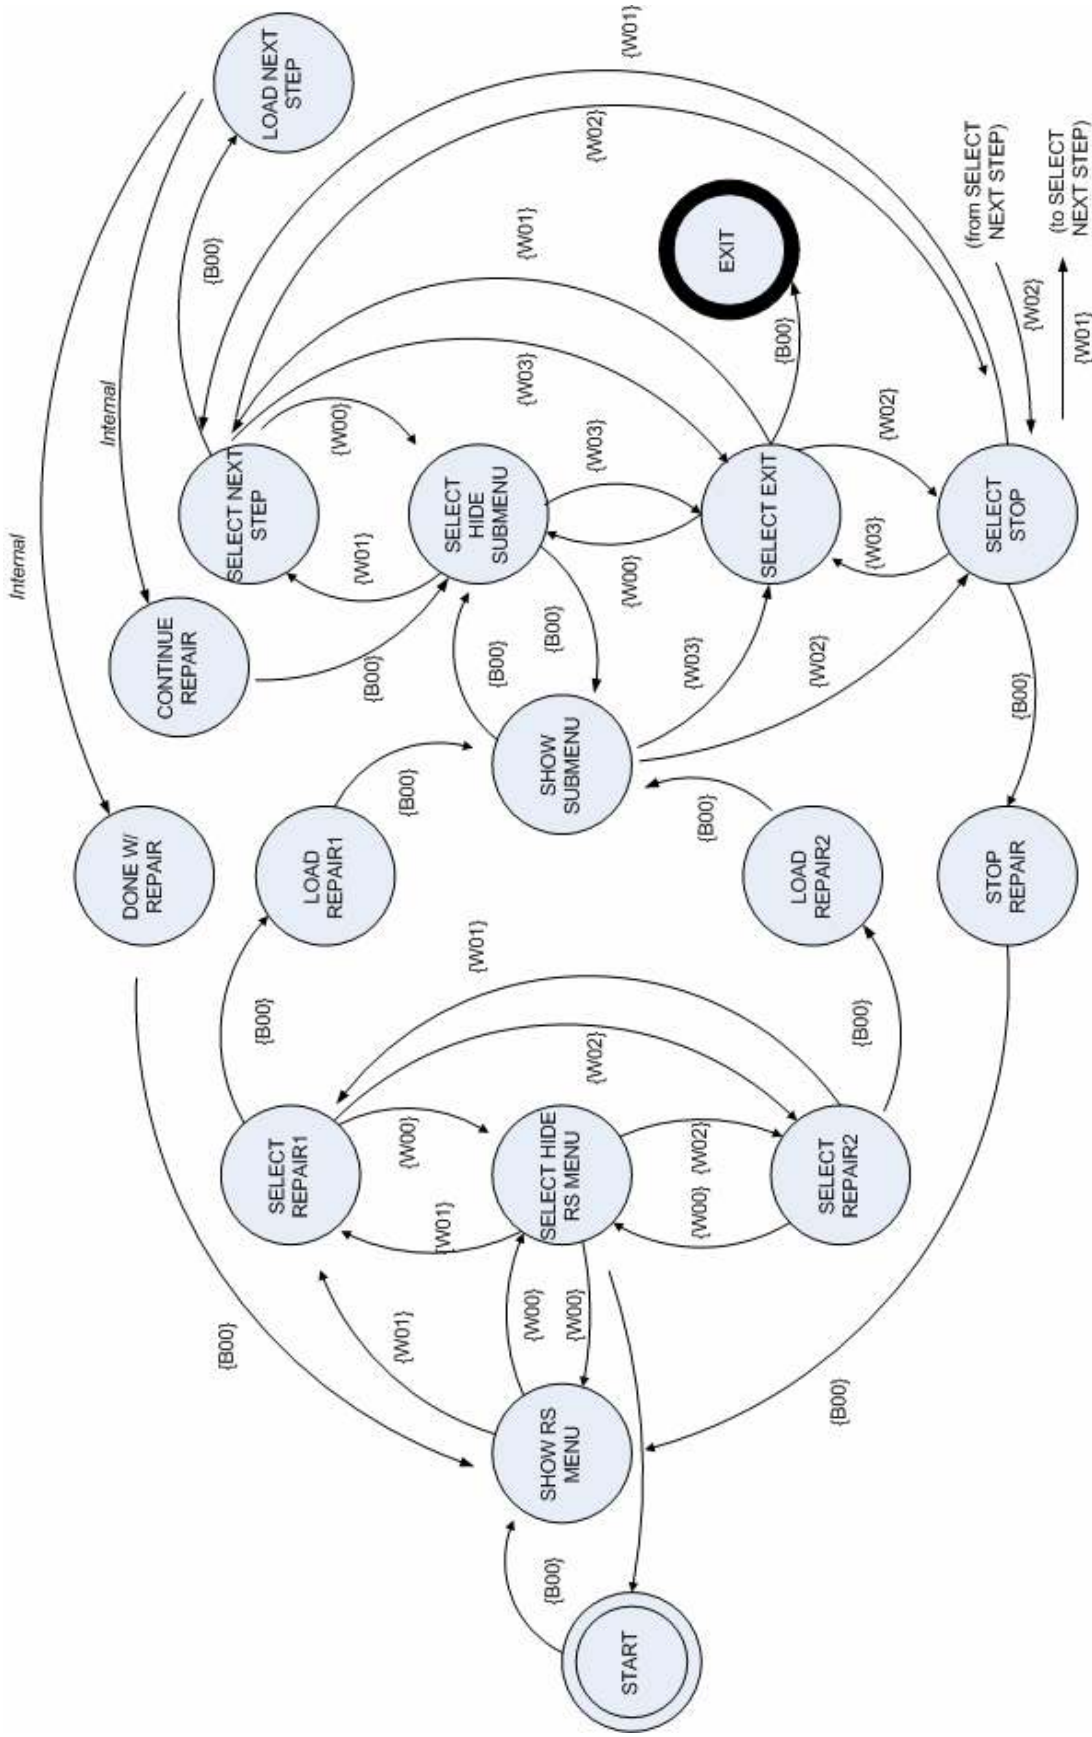 Internal
Internal
DONE W/
REPAIR
CONTINUE
REPAIR
{B00}
{B00}
SELECT NEXT
STEP
{B00}
LOAD NEXT
STEP
SELECT
REPAIR1
LOAD
REPAIR1
{W00}
{W01}
{B00}
{W01}
{W00}
{B00}
{W01}
SELECT
HIDE
SUBMENU
{W01}
{B00}
{W03}
{W01}
{W00}
SHOW RS
MENU
SELECT HIDE
RS MENU
SHOW
SUBMENU
{B00}
{B00}
{W00}
{W02}
{W03}
{W02}
START
{W00}
{W01}
{W03}
{W00}
{W02}
{B00}
EXIT
SELECT EXIT
{B00}
LOAD
REPAIR2
{W02}
SELECT
REPAIR2
{B00}
{B00}
{W03}
{W02}
STOP
REPAIR
SELECT
STOP
(from SELECT
NEXT STEP)
{B00}
{W02}
(to SELECT
NEXT STEP)
{W01}